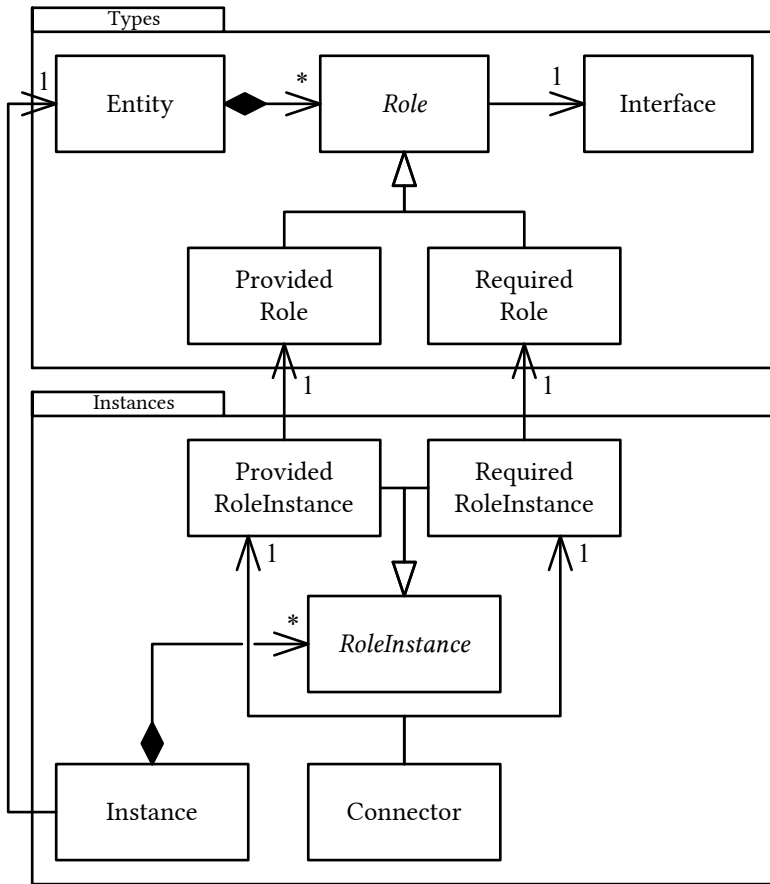 Types
1
Entity
*
Role
1
Interface
Provided
Role
Required
Role
1
1
Instances
Provided
RoleInstance
Required
RoleInstance
1
1
*
RoleInstance
Instance
Connector